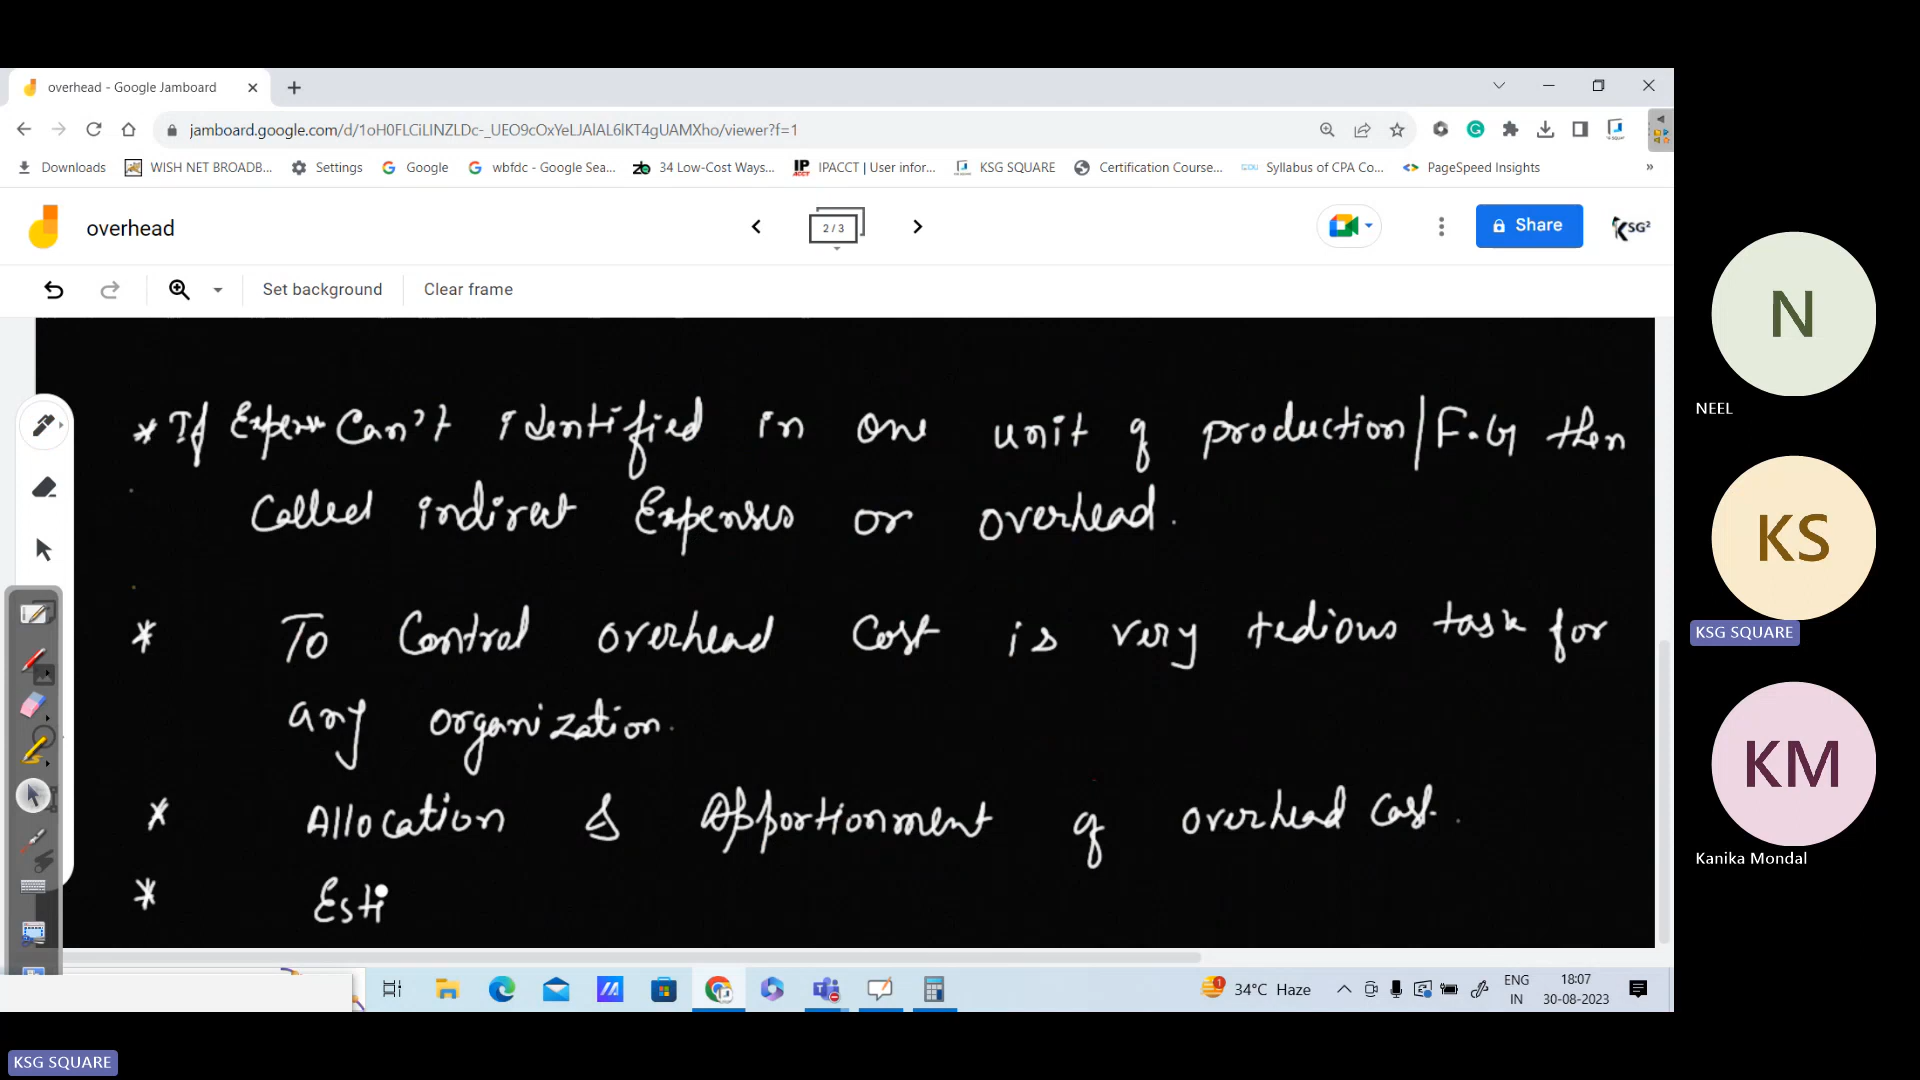 overhead - Google Jamboard
jamboard.google.com/d/1oH0FLCiLINZLDc-_UEO9cOxYeLJAlAL6lKT4gUAMXho/viewer?f=1
Downloads WISH NET BROADB... Settings Google wbfdc - Google Sea... 34 Low-Cost Ways... IPACCT | User infor... KSG SQUARE Certification Course... Syllabus of CPA Co... PageSpeed Insights »
overhead 2 / 3 Share KSG²
Set background Clear frame
* If Expen Can't identified in one unit of production/F.G then
Called indirect Expenses or overhead.
* To Control overhead Cost is very tedious task for
any organization.
* Allocation & Apportionment of overhead Cost.
* Esti
N
NEEL
KS
KSG SQUARE
KM
Kanika Mondal
34°C Haze ENG IN 18:07 30-08-2023
KSG SQUARE